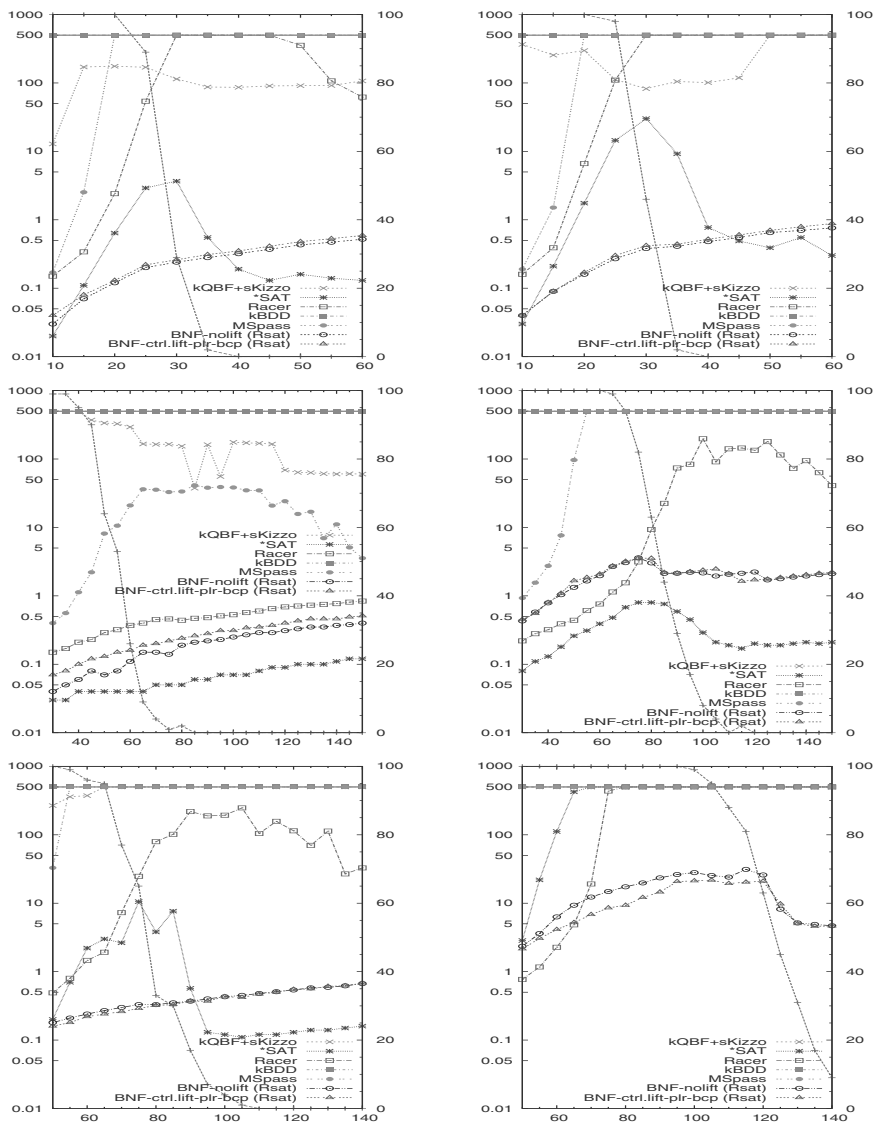 1000 100
500
100 80
50
10 60
5
1 40
0.5
kQBF+sKizzo
*SAT 20
0.1 Racer
0.05 kBDD
MSpass
BNF-nolift (Rsat)
BNF-ctrl.lift-plr-bcp (Rsat)
0.01 0
10 20 30 40 50 60
1000 100
500
100 80
50
10 60
5
1 40
0.5
kQBF+sKizzo
*SAT 20
0.1 Racer
0.05 kBDD
MSpass
BNF-nolift (Rsat)
BNF-ctrl.lift-plr-bcp (Rsat)
0.01 0
10 20 30 40 50 60
1000 100
500
100 80
50
10 kQBF+sKizzo 60
*SAT
5 Racer
kBDD
MSpass
1 BNF-nolift (Rsat) 40
BNF-ctrl.lift-plr-bcp (Rsat)
0.5
0.1 20
0.05
0.01 0
40 60 80 100 120 140
1000 100
500
100 80
50
10 60
5
1 40
0.5
kQBF+sKizzo
*SAT 20
0.1 Racer
0.05 kBDD
MSpass
BNF-nolift (Rsat)
BNF-ctrl.lift-plr-bcp (Rsat)
0.01 0
40 60 80 100 120 140
1000 100
500
100 80
50
10 60
5
1 40
0.5
kQBF+sKizzo
*SAT 20
0.1 Racer
0.05 kBDD
MSpass
BNF-nolift (Rsat)
BNF-ctrl.lift-plr-bcp (Rsat)
0.01 0
60 80 100 120 140
1000 100
500
100 80
50
10 60
5
1 40
0.5
kQBF+sKizzo
*SAT 20
0.1 Racer
0.05 kBDD
MSpass
BNF-nolift (Rsat)
BNF-ctrl.lift-plr-bcp (Rsat)
0.01 0
60 80 100 120 140